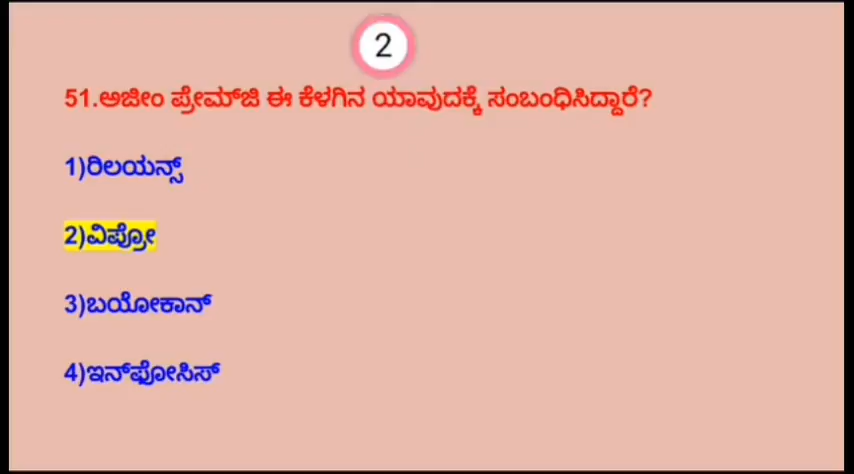 2
51.ಅಜೀಂ ಪ್ರೇಮ್‌ಜಿ ಈ ಕೆಳಗಿನ ಯಾವುದಕ್ಕೆ ಸಂಬಂಧಿಸಿದ್ದಾರೆ?
1)ರಿಲಯನ್ಸ್
2)ವಿಪ್ರೋ
3)ಬಯೋಕಾನ್
4)ಇನ್‌ಫೋಸಿಸ್